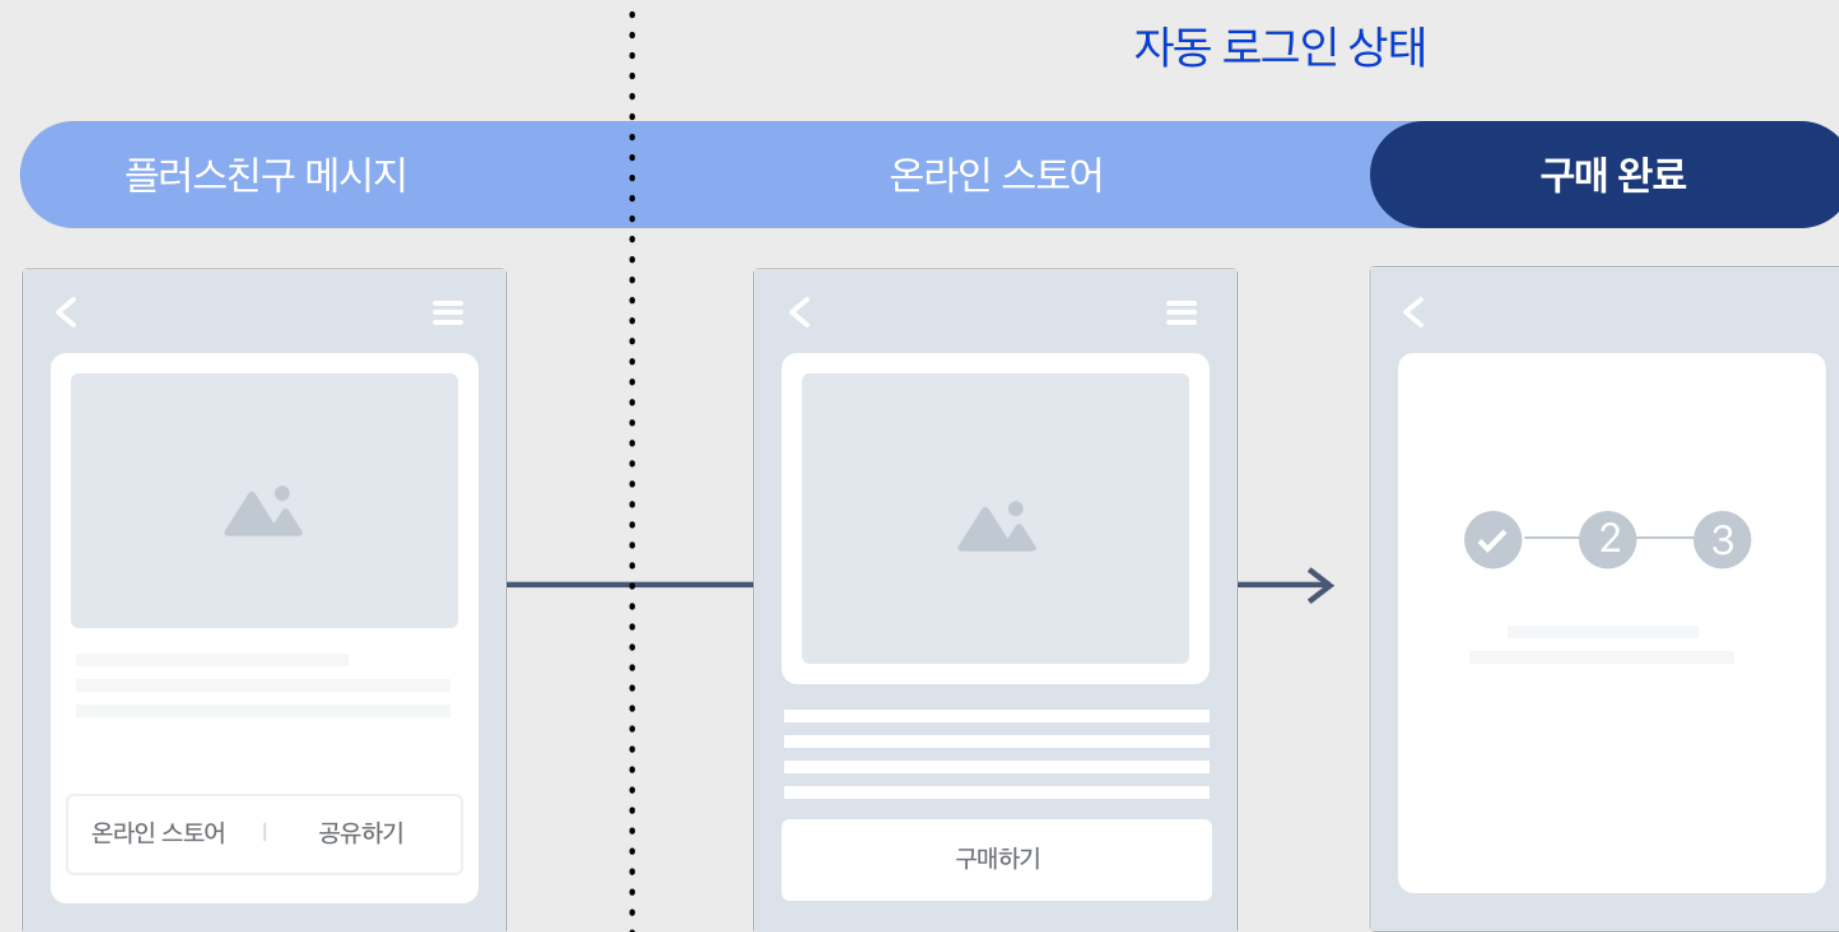 자동 로그인 상태
플러스친구 메시지
온라인 스토어
구매 완료
온라인 스토어 | 공유하기
구매하기
2
3